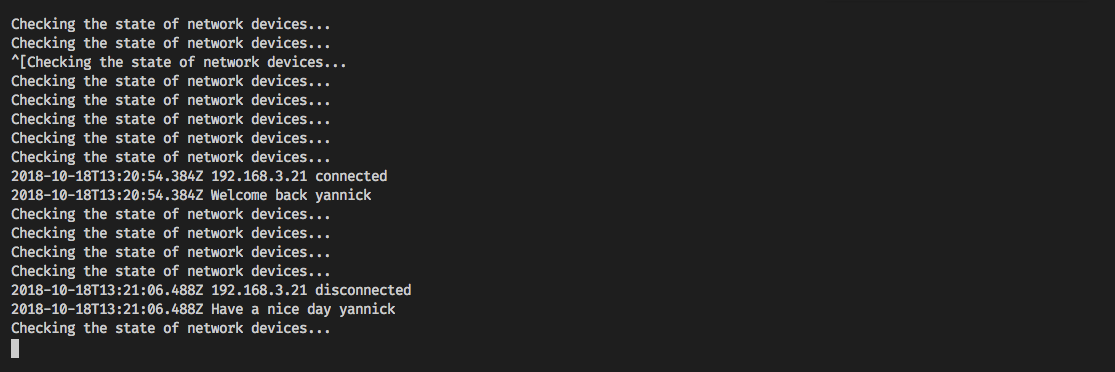 Checking the state of network devices...
Checking the state of network devices...
^[Checking the state of network devices...
Checking the state of network devices...
Checking the state of network devices...
Checking the state of network devices...
Checking the state of network devices...
Checking the state of network devices...
2018-10-18T13:20:54.384Z 192.168.3.21 connected
2018-10-18T13:20:54.384Z Welcome back yannick
Checking the state of network devices...
Checking the state of network devices...
Checking the state of network devices...
Checking the state of network devices...
2018-10-18T13:21:06.488Z 192.168.3.21 disconnected
2018-10-18T13:21:06.488Z Have a nice day yannick
Checking the state of network devices...